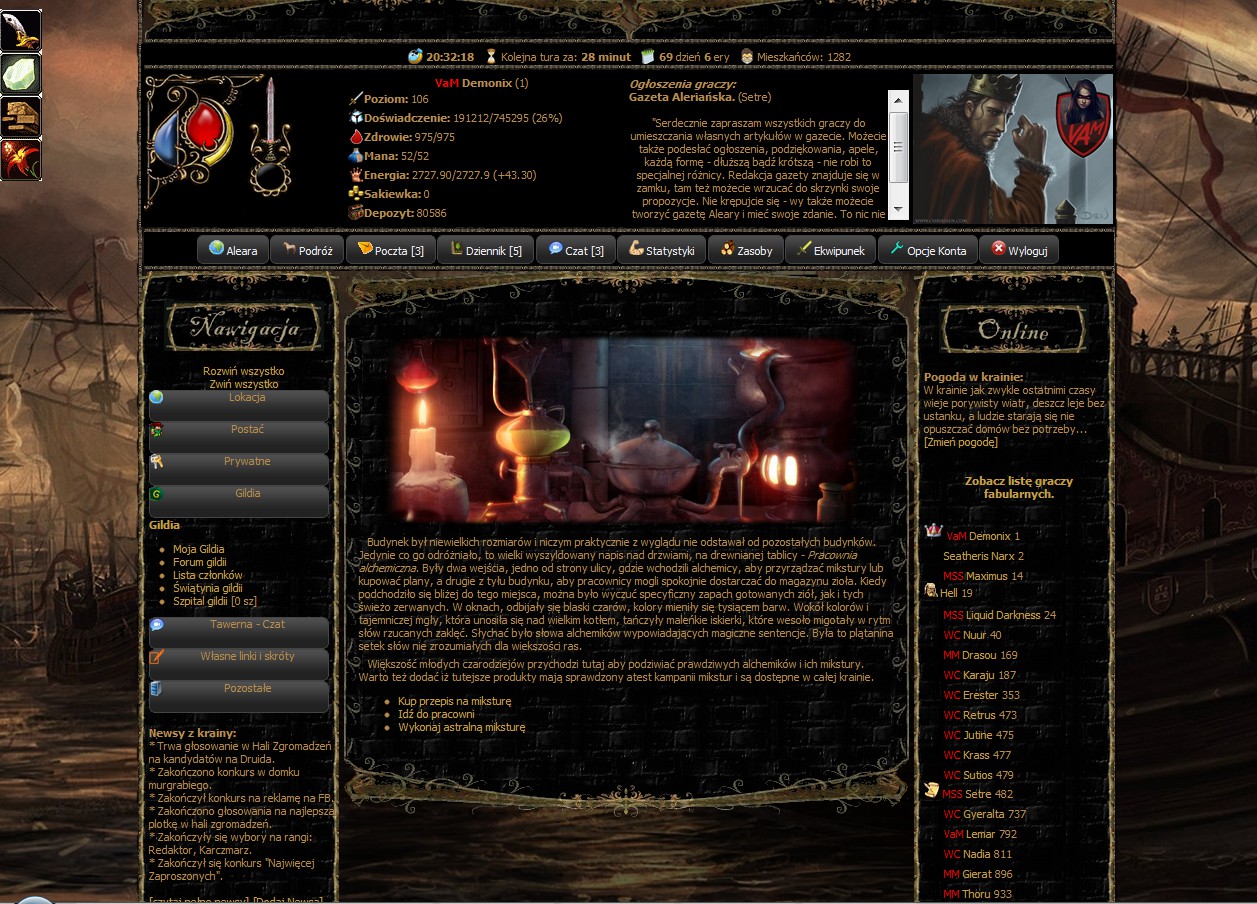 20:32:18 Kolejna tura za: 28 minut 69 dzień 6 ery Mieszkańców: 1282
VaM Demonix (1)
Poziom: 106
Doświadczenie: 191212/745295 (26%)
Zdrowie: 975/975
Mana: 52/52
Energia: 2727.90/2727.9 (+43.30)
Sakiewka: 0
Depozyt: 80586
Ogłoszenia graczy:
Gazeta Aleriańska. (Setre)
"Serdecznie zapraszam wszystkich graczy do
umieszczania własnych artykułów w gazecie. Możecie
także podesłać ogłoszenia, podziękowania, apele,
każdą formę - dłuższą bądź krótszą - nie robi to
specjalnej różnicy. Redakcja gazety znajduje się w
zamku, tam też możecie wrzucać do skrzynki swoje
propozycje. Nie krępujcie się - wy także możecie
tworzyć gazetę Aleary i mieć swoje zdanie. To nic nie
VAM
Aleara Podróż Poczta [3] Dziennik [5] Czat [3] Statystyki Zasoby Ekwipunek Opcje Konta Wyloguj
Nawigacja
Rozwiń wszystko
Zwiń wszystko
Lokacja
Postać
Prywatne
G Gildia
Gildia
Moja Gildia
Forum gildii
Lista członków
Świątynia gildii
Szpital gildii [0 sz]
Tawerna - Czat
Własne linki i skróty
Pozostałe
Newsy z krainy:
* Trwa głosowanie w Hali Zgromadzeń
na kandydatów na Druida.
* Zakończono konkurs w domku
murgrabiego.
* Zakończył konkurs na reklamę na FB.
* Zakończono głosowania na najlepsza
plotkę w hali zgromadzeń.
* Zakończyły się wybory na rangi:
Redaktor, Karczmarz.
* Zakończył się konkurs "Najwięcej
Zaproszonych".
[czytaj pełne newsy] [Dodaj Newsa]
Budynek był niewielkich rozmiarów i niczym praktycznie z wyglądu nie odstawał od pozostałych budynków.
Jedynie co go odróżniało, to wielki wyszyldowany napis nad drzwiami, na drewnianej tablicy - Pracownia
alchemiczna. Były dwa wejścia, jedno od strony ulicy, gdzie wchodzili alchemicy, aby przyrządzać mikstury lub
kupować plany, a drugie z tyłu budynku, aby pracownicy mogli spokojnie dostarczać do magazynu zioła. Kiedy
podchodziło się bliżej do tego miejsca, można było wyczuć specyficzny zapach gotowanych ziół, jak i tych
świeżo zerwanych. W oknach, odbijały się blaski czarów, kolory mieniły się tysiącem barw. Wokół kolorów i
tajemniczej mgły, która unosiła się nad wielkim kotłem, tańczyły maleńkie iskierki, które wesoło migotały w rytm
słów rzucanych zaklęć. Słychać było słowa alchemików wypowiadających magiczne sentencje. Była to plątanina
setek słów nie zrozumiałych dla większości ras.
Większość młodych czarodziejów przychodzi tutaj aby podziwiać prawdziwych alchemików i ich mikstury.
Warto też dodać iż tutejsze produkty mają sprawdzony atest kampanii mikstur i są dostępne w całej krainie.
Kup przepis na miksturę
Idź do pracowni
Wykonaj astralną miksturę
Online
Pogoda w krainie:
W krainie jak zwykle ostatnimi czasy
wieje porywisty wiatr, deszcz leje bez
ustanku, a ludzie starają się nie
opuszczać domów bez potrzeby...
[Zmień pogodę]
Zobacz listę graczy
fabularnych.
VaM Demonix 1
Seatheris Narx 2
MSS Maximus 14
Hell 19
MSS Liquid Darkness 24
WC Nuur 40
MM Drasou 169
WC Karaju 187
WC Erester 353
WC Retrus 473
WC Jutine 475
WC Krass 477
WC Sutios 479
MSS Setre 482
WC Gyeralta 737
VaM Lemar 792
WC Nadia 811
MM Gierat 896
MM Thoru 933